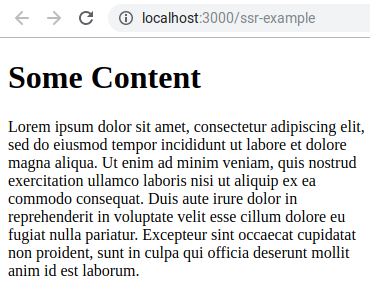 localhost:3000/ssr-example
Some Content
Lorem ipsum dolor sit amet, consectetur adipiscing elit,
sed do eiusmod tempor incididunt ut labore et dolore
magna aliqua. Ut enim ad minim veniam, quis nostrud
exercitation ullamco laboris nisi ut aliquip ex ea
commodo consequat. Duis aute irure dolor in
reprehenderit in voluptate velit esse cillum dolore eu
fugiat nulla pariatur. Excepteur sint occaecat cupidatat
non proident, sunt in culpa qui officia deserunt mollit
anim id est laborum.